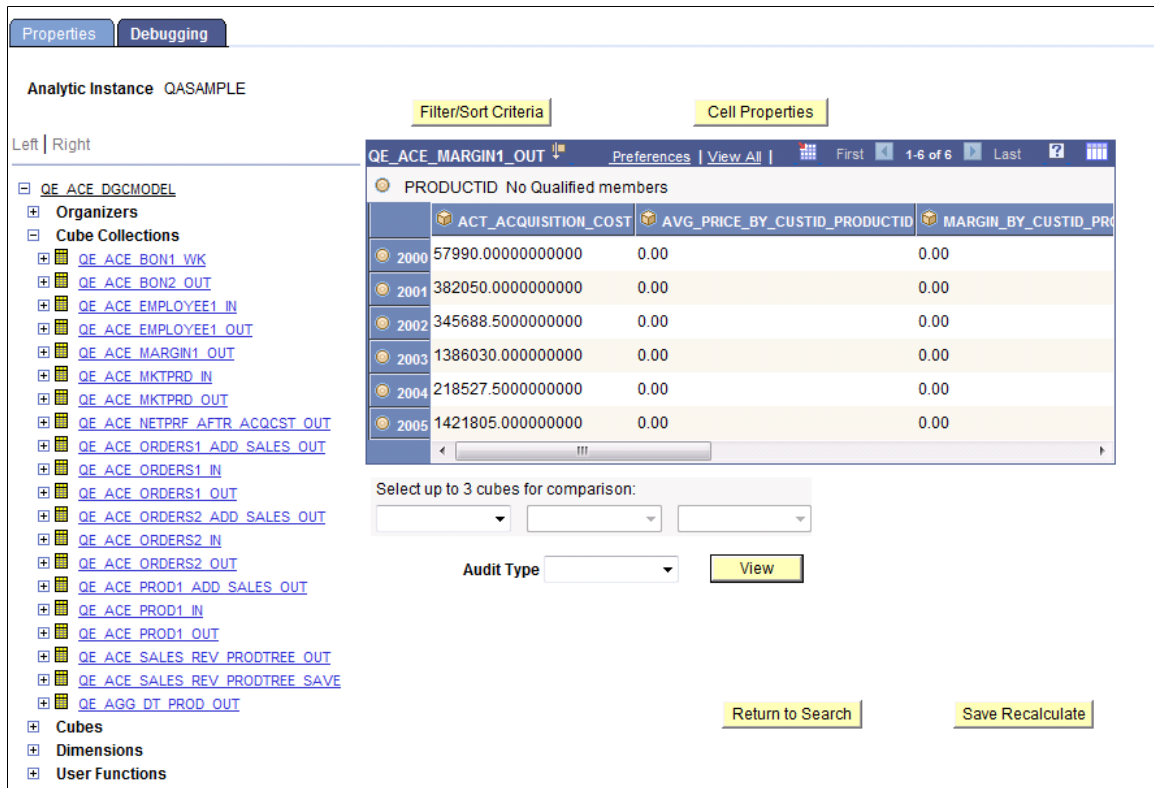 Properties Debugging
Analytic Instance QASAMPLE
Filter/Sort Criteria Cell Properties
Left | Right
QE_ACE_DGCMODEL
Organizers
Cube Collections
QE_ACE_BON1_WK
QE_ACE_BON2_OUT
QE_ACE_EMPLOYEE1_IN
QE_ACE_EMPLOYEE1_OUT
QE_ACE_MARGIN1_OUT
QE_ACE_MKTPRD_IN
QE_ACE_MKTPRD_OUT
QE_ACE_NETPRF_AFTR_ACQCST_OUT
QE_ACE_ORDERS1_ADD_SALES_OUT
QE_ACE_ORDERS1_IN
QE_ACE_ORDERS1_OUT
QE_ACE_ORDERS2_ADD_SALES_OUT
QE_ACE_ORDERS2_IN
QE_ACE_ORDERS2_OUT
QE_ACE_PROD1_ADD_SALES_OUT
QE_ACE_PROD1_IN
QE_ACE_PROD1_OUT
QE_ACE_SALES_REV_PRODTREE_OUT
QE_ACE_SALES_REV_PRODTREE_SAVE
QE_AGG_DT_PROD_OUT
Cubes
Dimensions
User Functions
QE_ACE_MARGIN1_OUT Preferences | View All | First 1-6 of 6 Last ?
PRODUCTID No Qualified members
ACT_ACQUISITION_COST AVG_PRICE_BY_CUSTID_PRODUCTID MARGIN_BY_CUSTID_PR
2000 57990.00000000000 0.00 0.00
2001 382050.0000000000 0.00 0.00
2002 345688.5000000000 0.00 0.00
2003 1386030.000000000 0.00 0.00
2004 218527.5000000000 0.00 0.00
2005 1421805.000000000 0.00 0.00
Select up to 3 cubes for comparison:
Audit Type View
Return to Search Save Recalculate